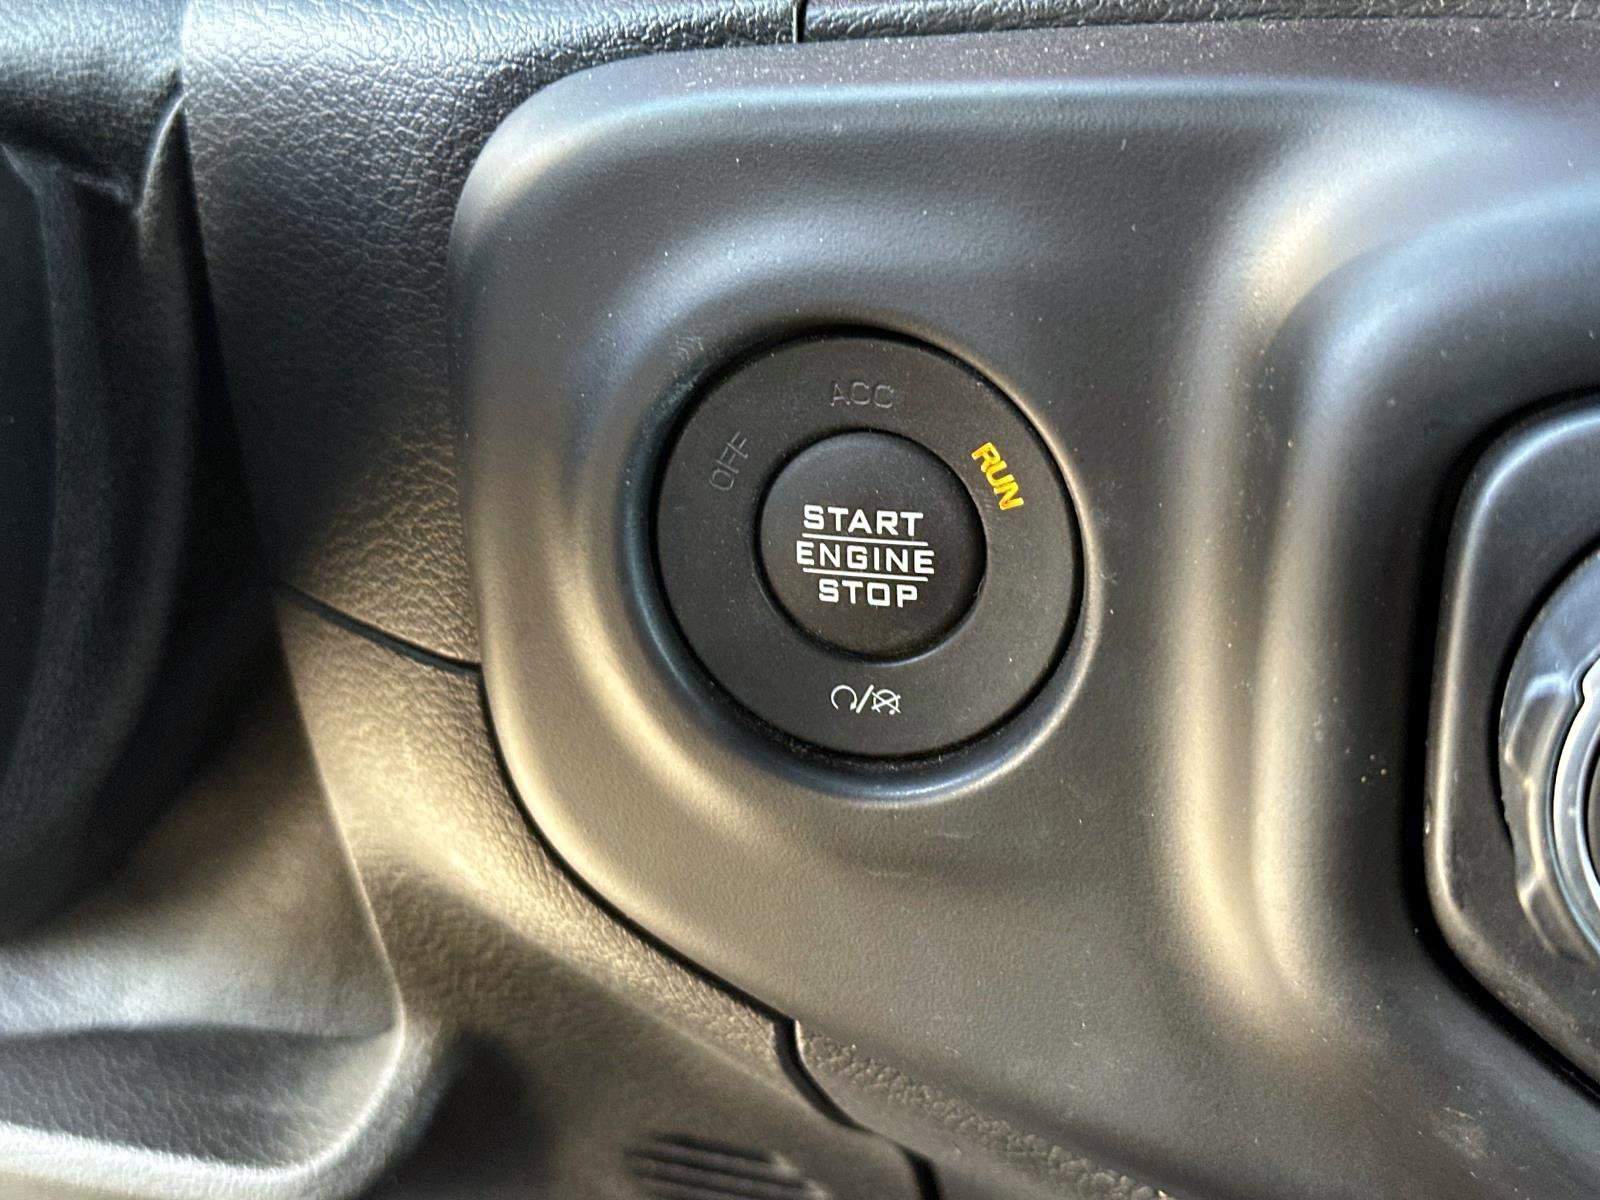 ACC
OFF
RUN
START
ENGINE
STOP